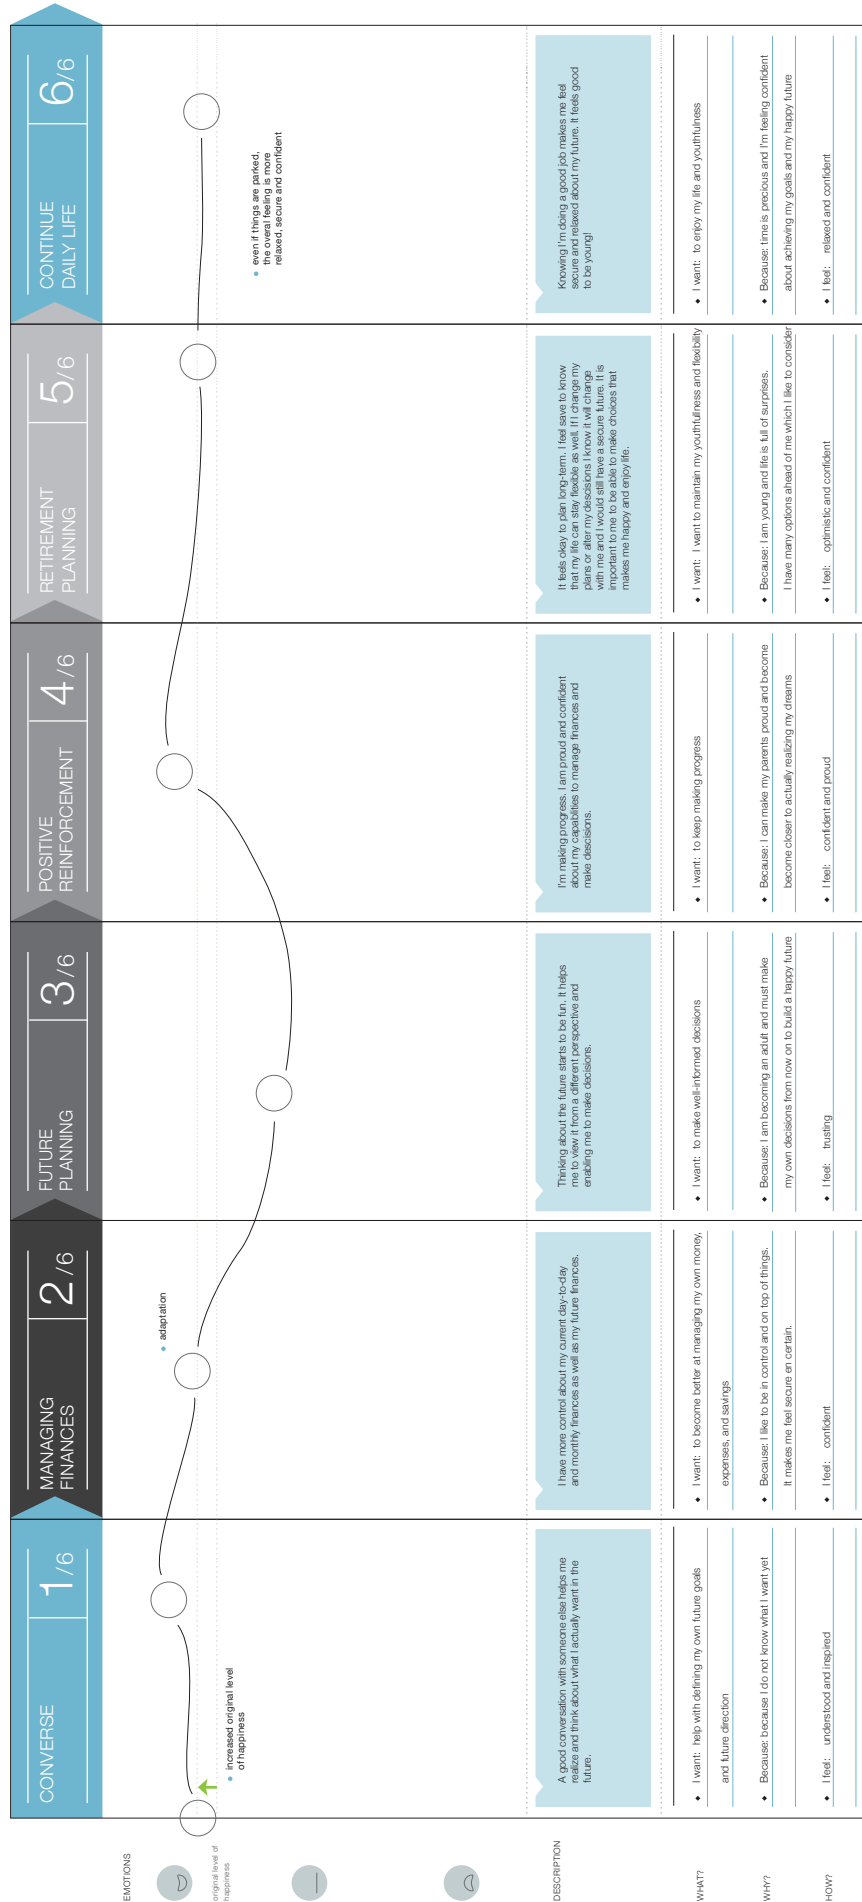 CONVERSE
1/6
MANAGING
FINANCES
2/6
FUTURE
PLANNING
3/6
POSITIVE
REINFORCEMENT
4/6
RETIREMENT
PLANNING
5/6
CONTINUE
DAILY LIFE
6/6
EMOTIONS
original level of
happiness
increased original level
of happiness
adaptation
even if things are parked,
the overal feeling is more
relaxed, secure and confident
DESCRIPTION
A good conversation with someone else helps me
realize and think about what I actually want in the
future.
I have more control about my current day-to-day
and monthly finances as well as my future finances.
Thinking about the future starts to be fun. It helps
me to view it from a different perspective and
enabling me to make decisions.
I'm making progress. I am proud and confident
about my capablities to manage finances and
make descisions.
It feels okay to plan long-term. I feel save to know
that my life can stay flexible as well. If I change my
plans or alter my descisions I know it will change
with me and I would still have a secure future. It is
important to me to be able to make choices that
makes me happy and enjoy life.
Knowing I'm doing a good job makes me feel
secure and relaxed about my future. It feels good
to be young!
WHAT?
I want: help with defining my own future goals
and future direction
I want: to become better at managing my own money,
expenses, and savings
I want: to make well-informed decisions
I want: to keep making progress
I want: I want to maintain my youthfulness and flexibility
I want: to enjoy my life and youthfulness
WHY?
Because: because I do not know what I want yet
Because: I like to be in control and on top of things.
It makes me feel secure en certain.
Because: I am becoming an adult and must make
my own decisions from now on to build a happy future
Because: I can make my parents proud and become
become closer to actually realizing my dreams
Because: I am young and life is full of surprises.
I have many options ahead of me which I like to consider
Because: time is precious and I'm feeling confident
about achieving my goals and my happy future
HOW?
I feel: understood and inspired
I feel: confident
I feel: trusting
I feel: confident and proud
I feel: optimistic and confident
I feel: relaxed and confident